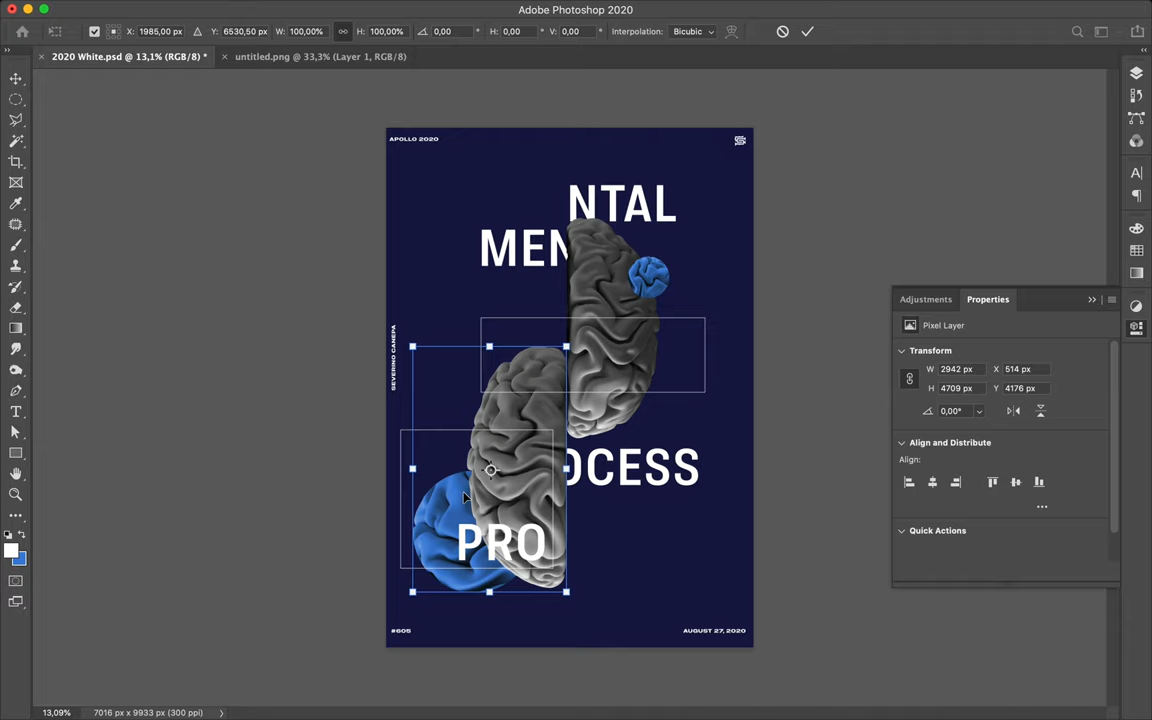 Adobe Photoshop 2020
X: 1985,00 px Y: 6530,50 px W: 100,00% H: 100,00% 0,00 ° H: 0,00 ° V: 0,00 ° Interpolation: Bicubic
2020 White.psd @ 13,1% (RGB/8) * untitled.png @ 33,3% (Layer 1, RGB/8)
APOLLO 2020
NTAL
MEN
SEVERINO CANEPA
OCESS
PRO
#605 AUGUST 27, 2020
Adjustments Properties
Pixel Layer
Transform
W 2942 px X 514 px
H 4709 px Y 4176 px
0,00°
Align and Distribute
Align:
Quick Actions
13,09% 7016 px x 9933 px (300 ppi)